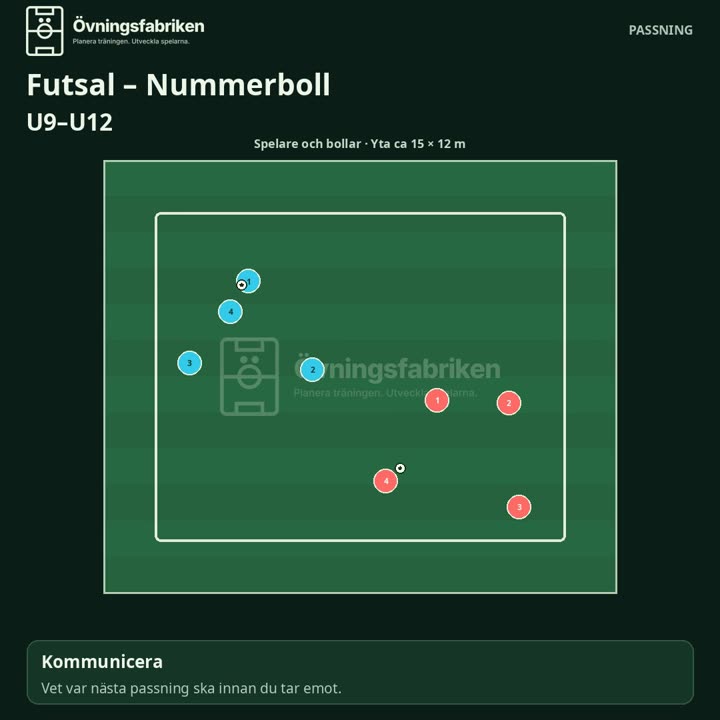 Övningsfabriken
Planera träningen. Utveckla spelarna.
PASSNING
Futsal – Nummerboll
U9–U12
Spelare och bollar · Yta ca 15 × 12 m
1
4
3
2
Övningsfabriken
Planera träningen. Utveckla spelarna.
1
2
4
3
Kommunicera
Vet var nästa passning ska innan du tar emot.